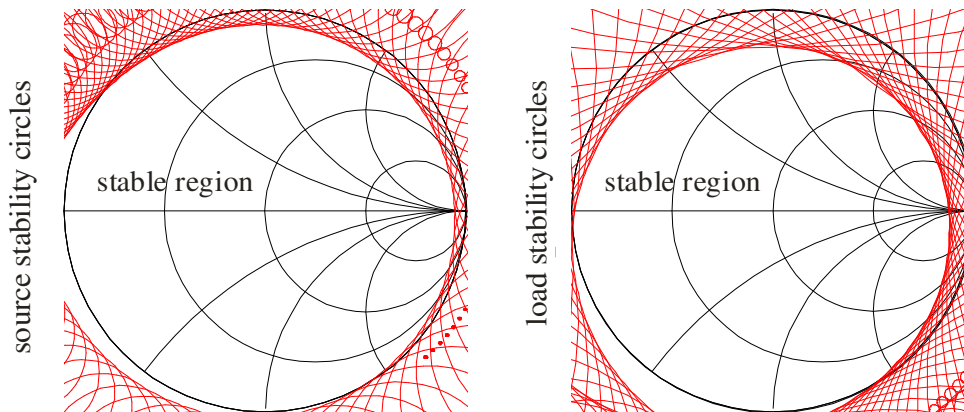 source stability circles
stable region
load stability circles
stable region